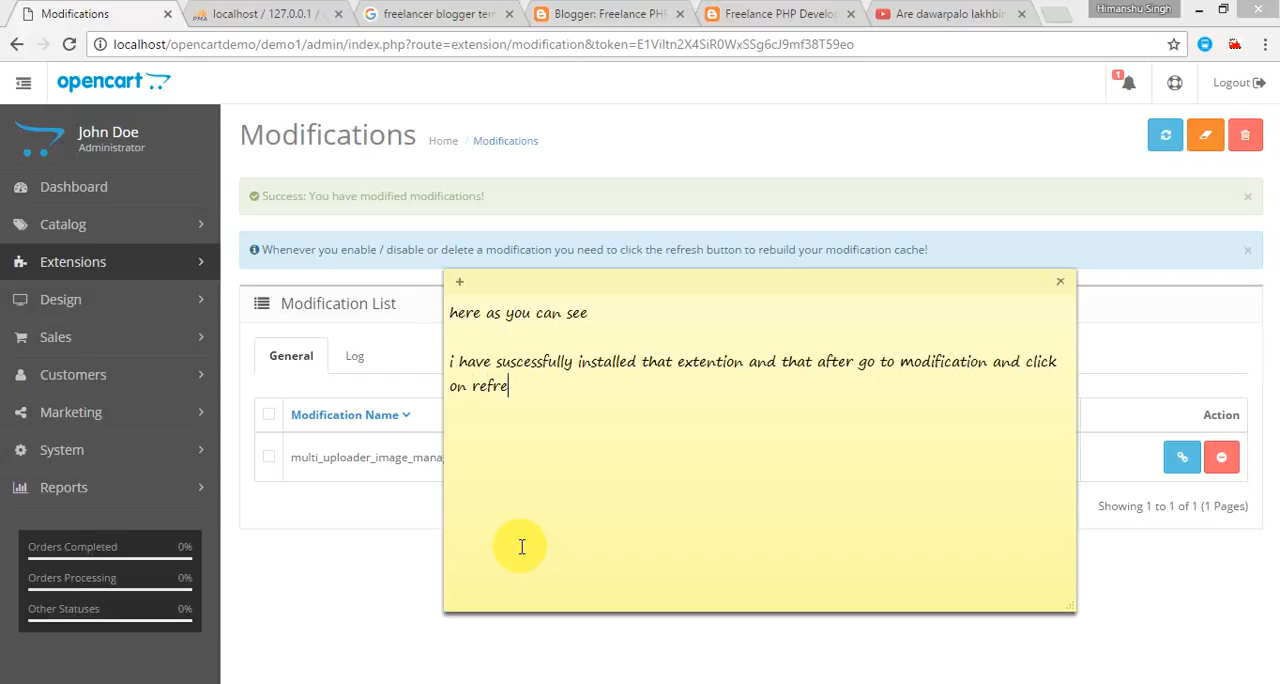 Modifications
localhost / 127.0.0.1 /
freelancer blogger tem
Blogger: Freelance PHP
Freelance PHP Develo
Are dawarpalo lakhbir
Himanshu Singh
localhost/opencartdemo/demo1/admin/index.php?route=extension/modification&token=E1Viltn2X4SiR0WxSSg6cJ9mf38T59eo
opencart
1
Logout
John Doe
Administrator
Modifications
Home / Modifications
Dashboard
Catalog
Extensions
Design
Sales
Customers
Marketing
System
Reports
Orders Completed 0%
Orders Processing 0%
Other Statuses 0%
Success: You have modified modifications!
Whenever you enable / disable or delete a modification you need to click the refresh button to rebuild your modification cache!
Modification List
General
Log
Modification Name
Action
multi_uploader_image_mana
Showing 1 to 1 of 1 (1 Pages)
here as you can see
i have suscessfully installed that extention and that after go to modification and click
on refre